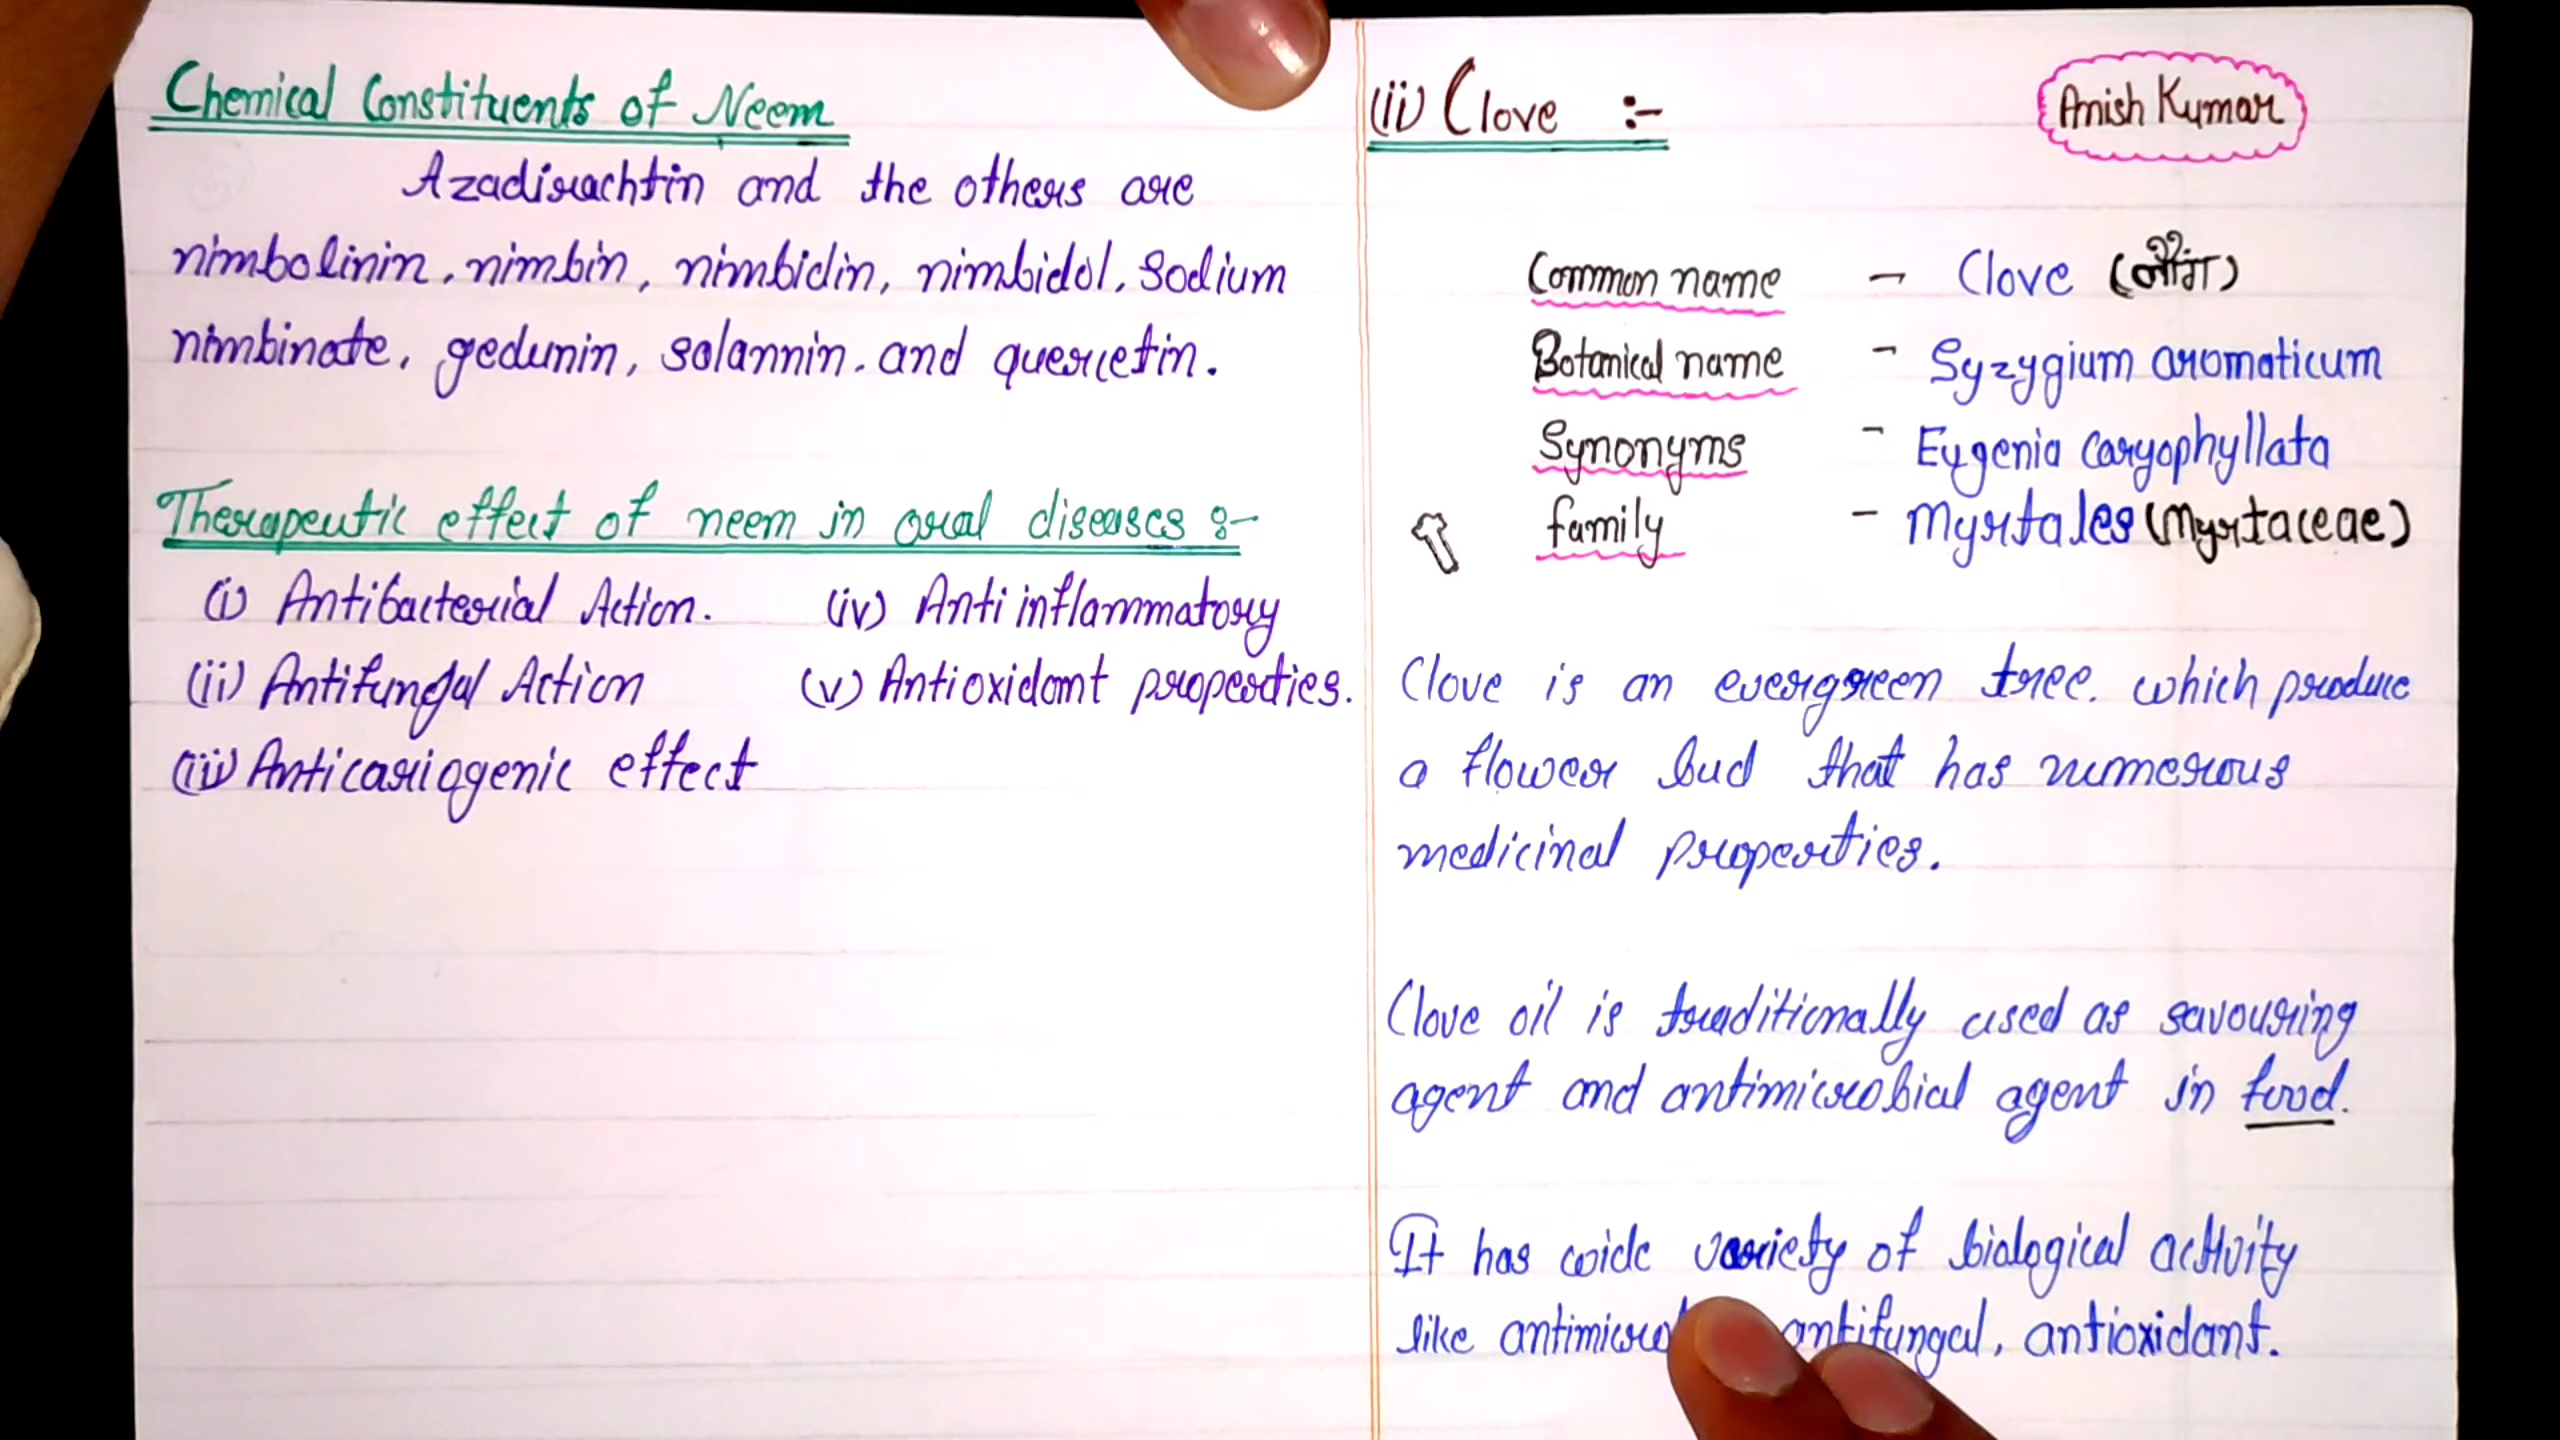 Chemical Constituents of Neem
Azadirachtin and the others are
nimbolinin, nimbin, nimbidin, nimbidol, Sodium
nimbinate, gedunin, salannin. and quercetin.
Therapeutic effect of neem in oral diseases :-
(i) Antibacterial Action.
(ii) Antifungal Action
(iii) Anticariogenic effect
(iv) Anti inflammatory
(v) Antioxidant properties.
(ii) Clove :-
Anish Kumar
Common name - Clove (लौंग)
Botanical name - Syzygium aromaticum
Synonyms - Eugenia Caryophyllata
family - Myrtales (Myrtaceae)
Clove is an evergreen tree. which produce
a flower bud that has numerous
medicinal properties.
Clove oil is traditionally used as savouring
agent and antimicrobial agent in food.
It has wide variety of biological activity
like antifungal, antioxidant.